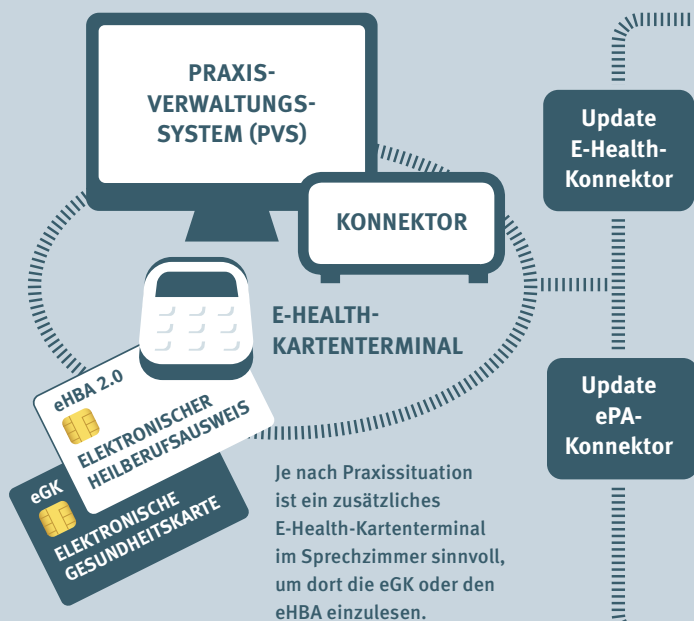 PRAXIS-
VERWALTUNGS-
SYSTEM (PVS)
KONNEKTOR
E-HEALTH-
KARTENTERMINAL
eHBA 2.0
ELEKTRONISCHER
HEILBERUFSAUSWEIS
eGK
ELEKTRONISCHE
GESUNDHEITSKARTE
Je nach Praxissituation
ist ein zusätzliches
E-Health-Kartenterminal
im Sprechzimmer sinnvoll,
um dort die eGK oder den
eHBA einzulesen.
Update
E-Health-
Konnektor
Update
ePA-
Konnektor